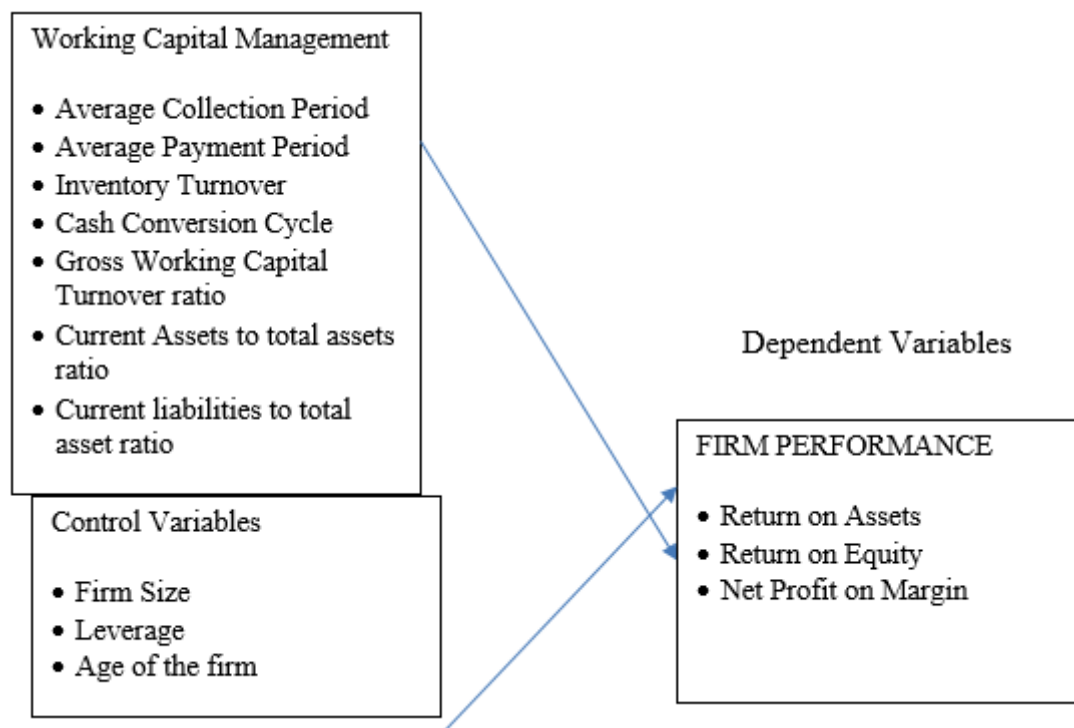 Working Capital Management
• Average Collection Period
• Average Payment Period
• Inventory Turnover
• Cash Conversion Cycle
• Gross Working Capital
Turnover ratio
• Current Assets to total assets
ratio
• Current liabilities to total
asset ratio
Control Variables
• Firm Size
• Leverage
• Age of the firm
Dependent Variables
FIRM PERFORMANCE
• Return on Assets
• Return on Equity
• Net Profit on Margin